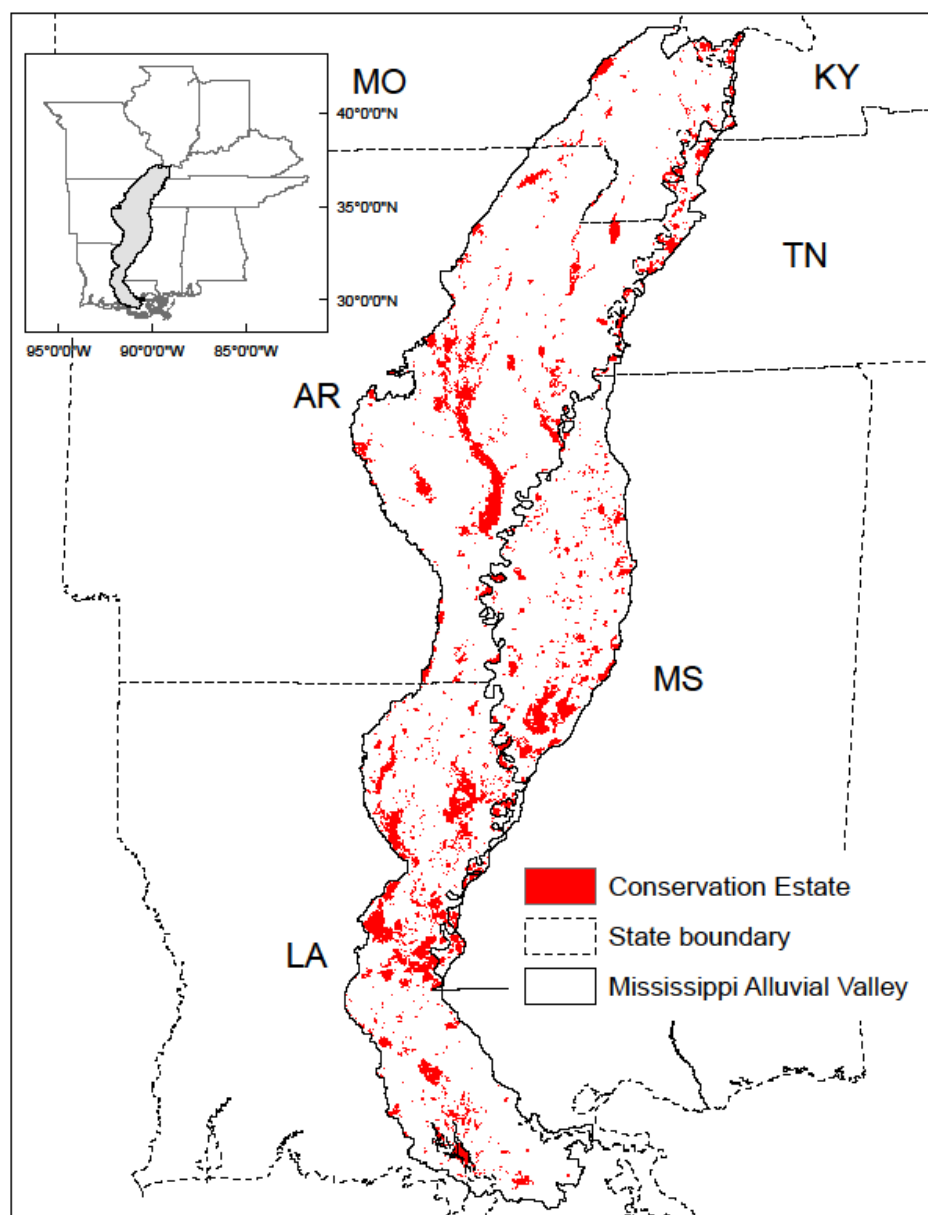 MO
KY
40°0'0"N
35°0'0"N
TN
30°0'0"N
95°0'0"W 90°0'0"W 85°0'0"W
AR
MS
Conservation Estate
State boundary
LA
Mississippi Alluvial Valley